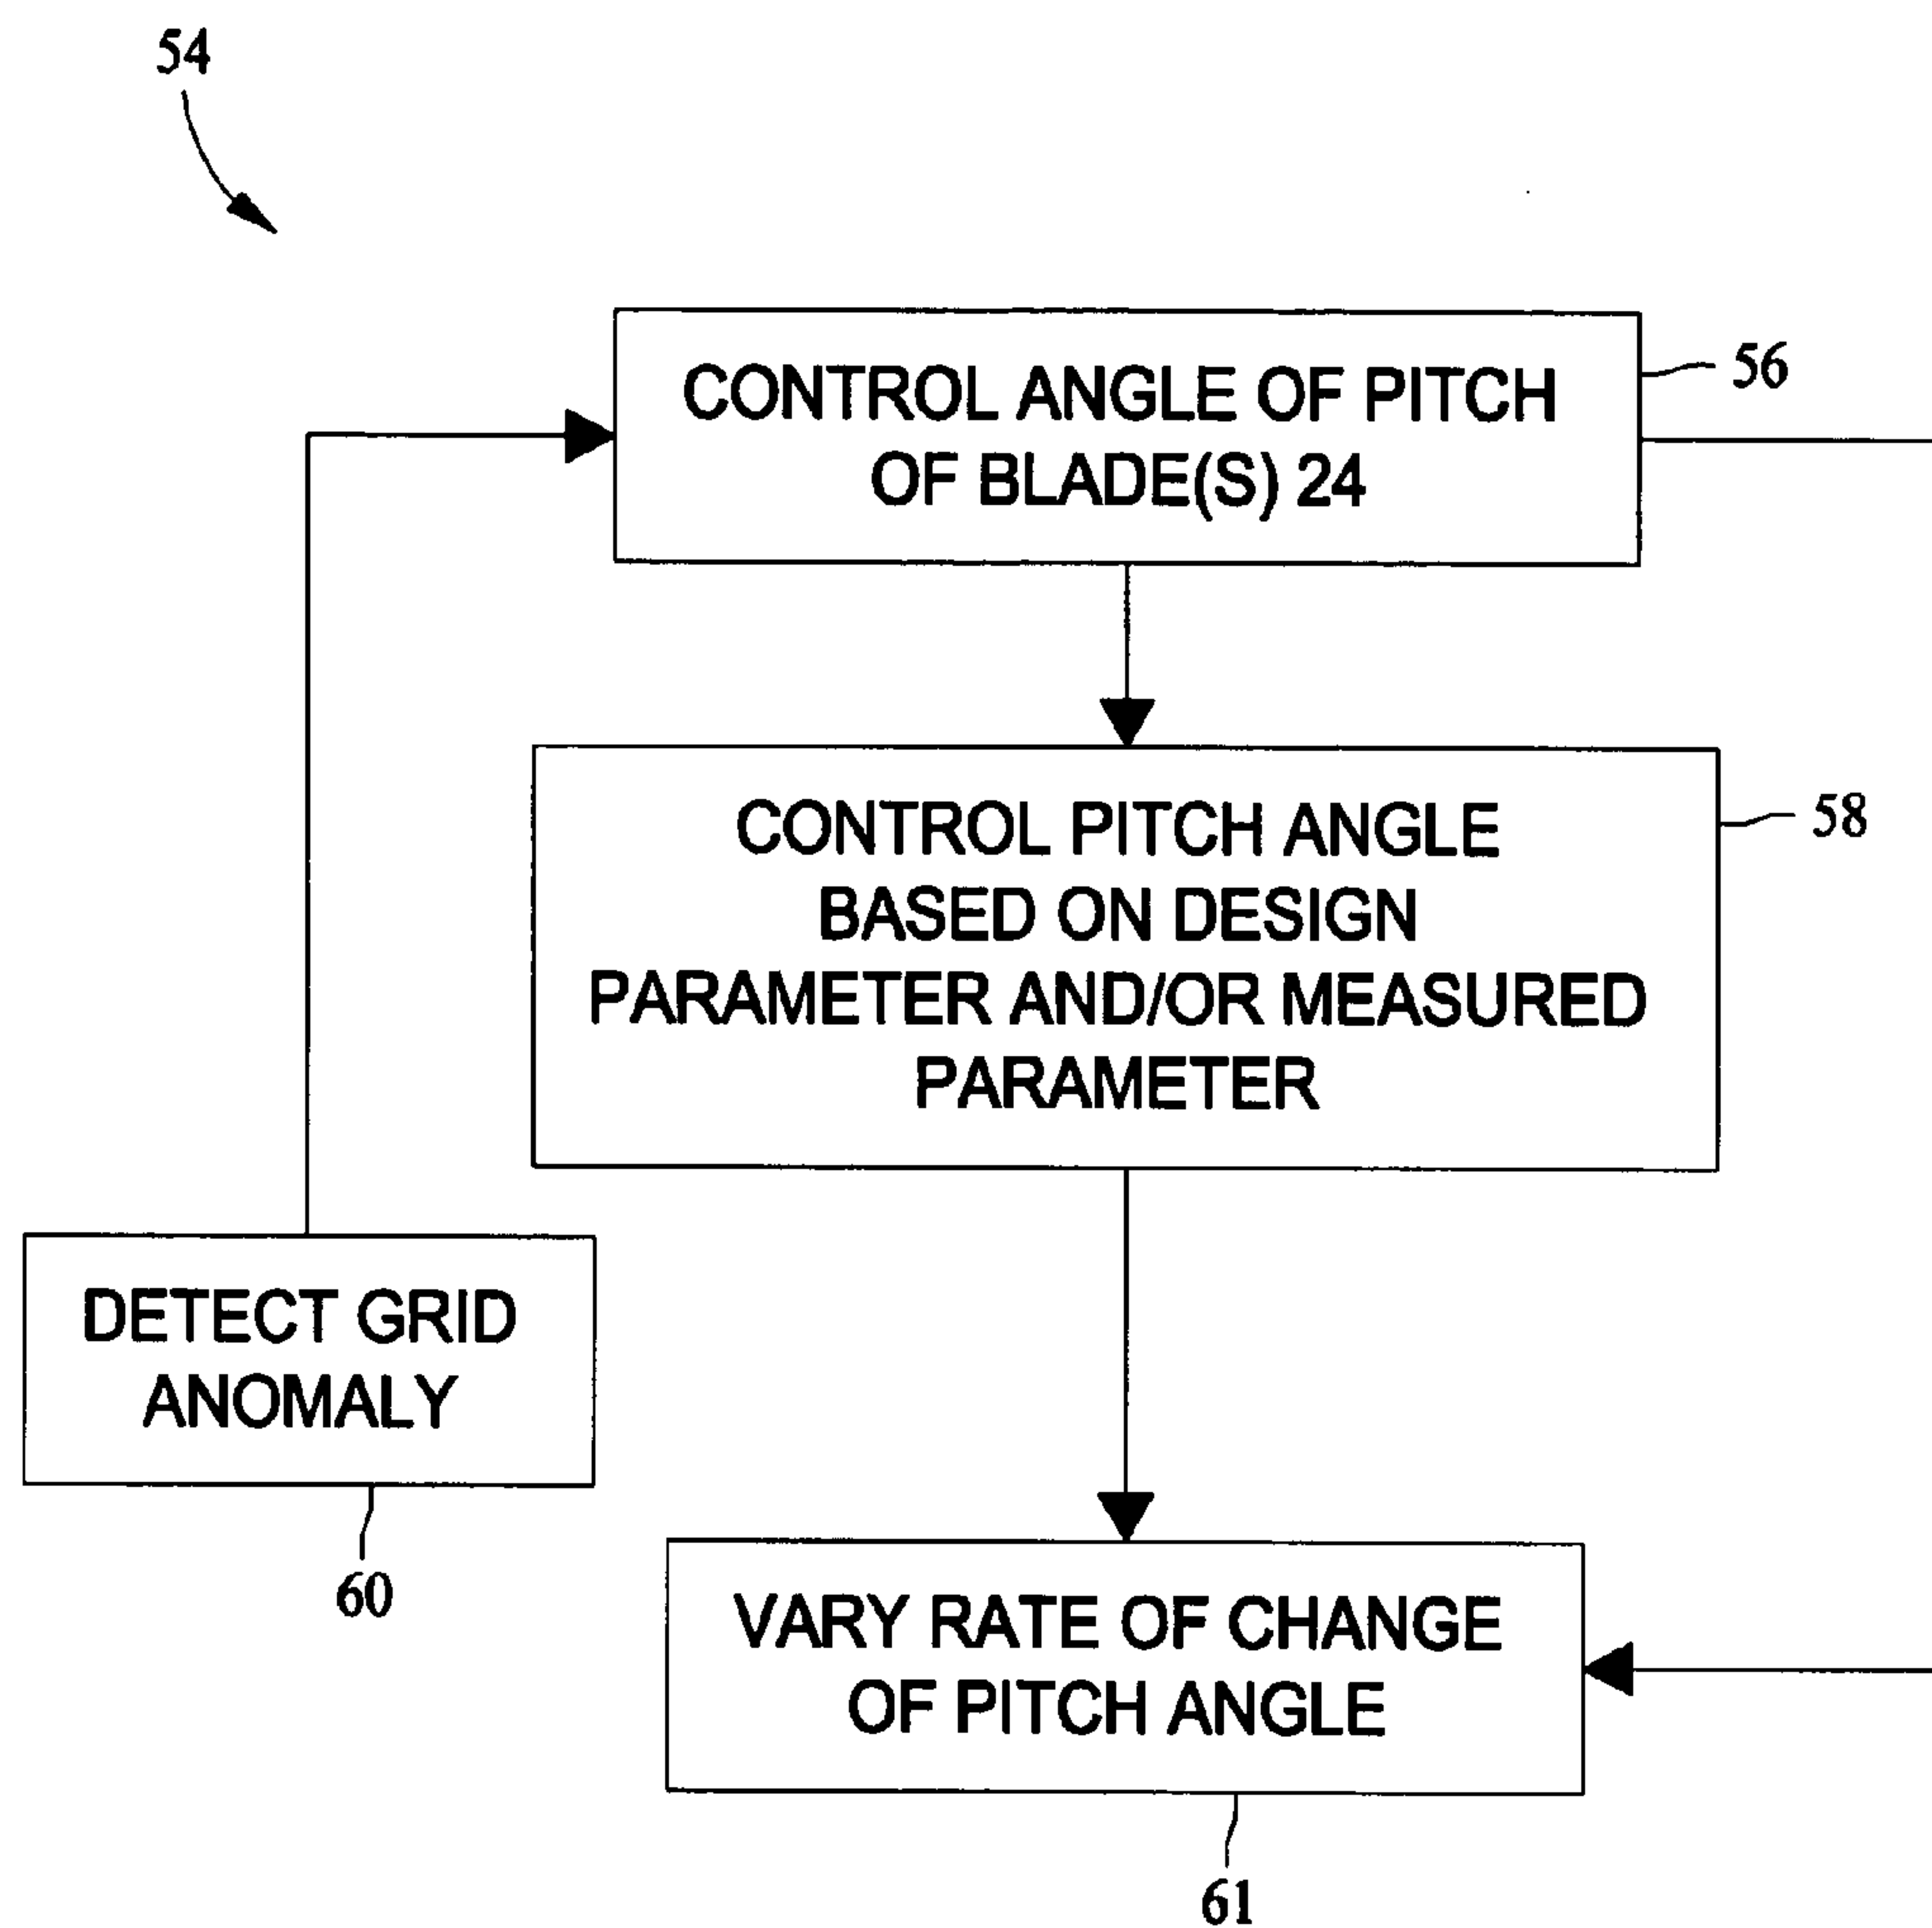 54
CONTROL ANGLE OF PITCH
OF BLADE(S) 24
56
CONTROL PITCH ANGLE
BASED ON DESIGN
PARAMETER AND/OR MEASURED
PARAMETER
58
DETECT GRID
ANOMALY
60
VARY RATE OF CHANGE
OF PITCH ANGLE
61